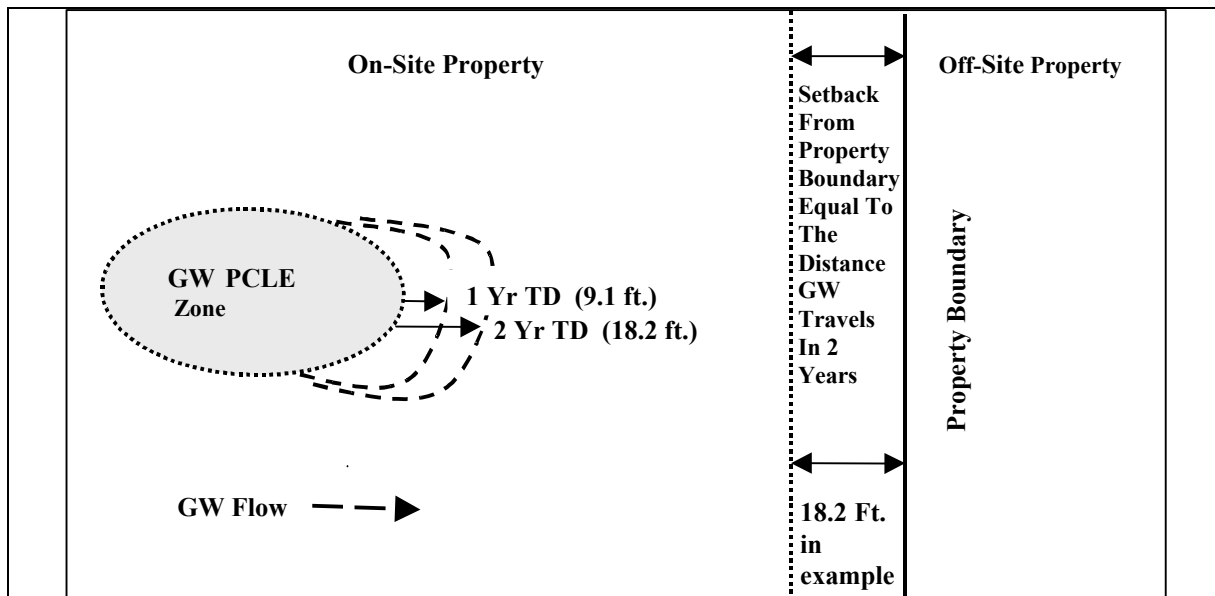 On-Site Property
Off-Site Property
Setback
From
Property
Boundary
Equal To
The
Distance
GW
Travels
In 2
Years
Property Boundary
GW PCLE
Zone
1 Yr TD (9.1 ft.)
2 Yr TD (18.2 ft.)
GW Flow
18.2 Ft.
in
example